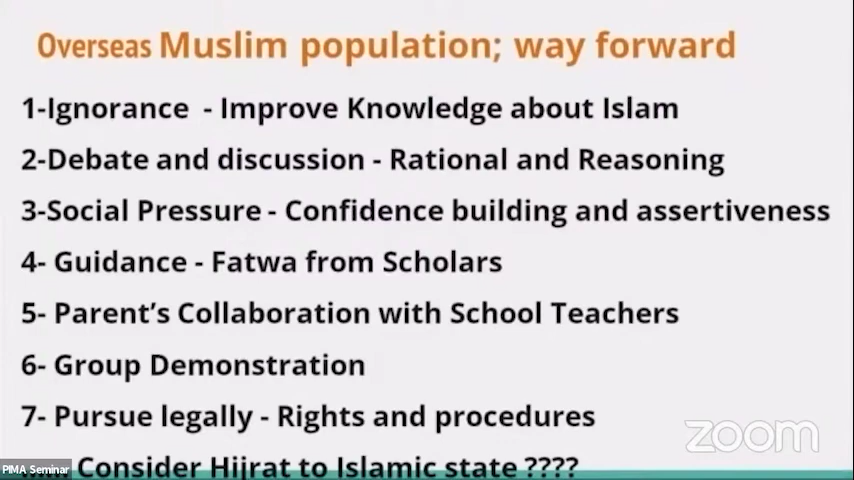 Overseas Muslim population; way forward
1-Ignorance - Improve Knowledge about Islam
2-Debate and discussion - Rational and Reasoning
3-Social Pressure - Confidence building and assertiveness
4- Guidance - Fatwa from Scholars
5- Parent's Collaboration with School Teachers
6- Group Demonstration
7- Pursue legally - Rights and procedures
zoom
Consider Hijrat to Islamic state ????
PIMA Seminar